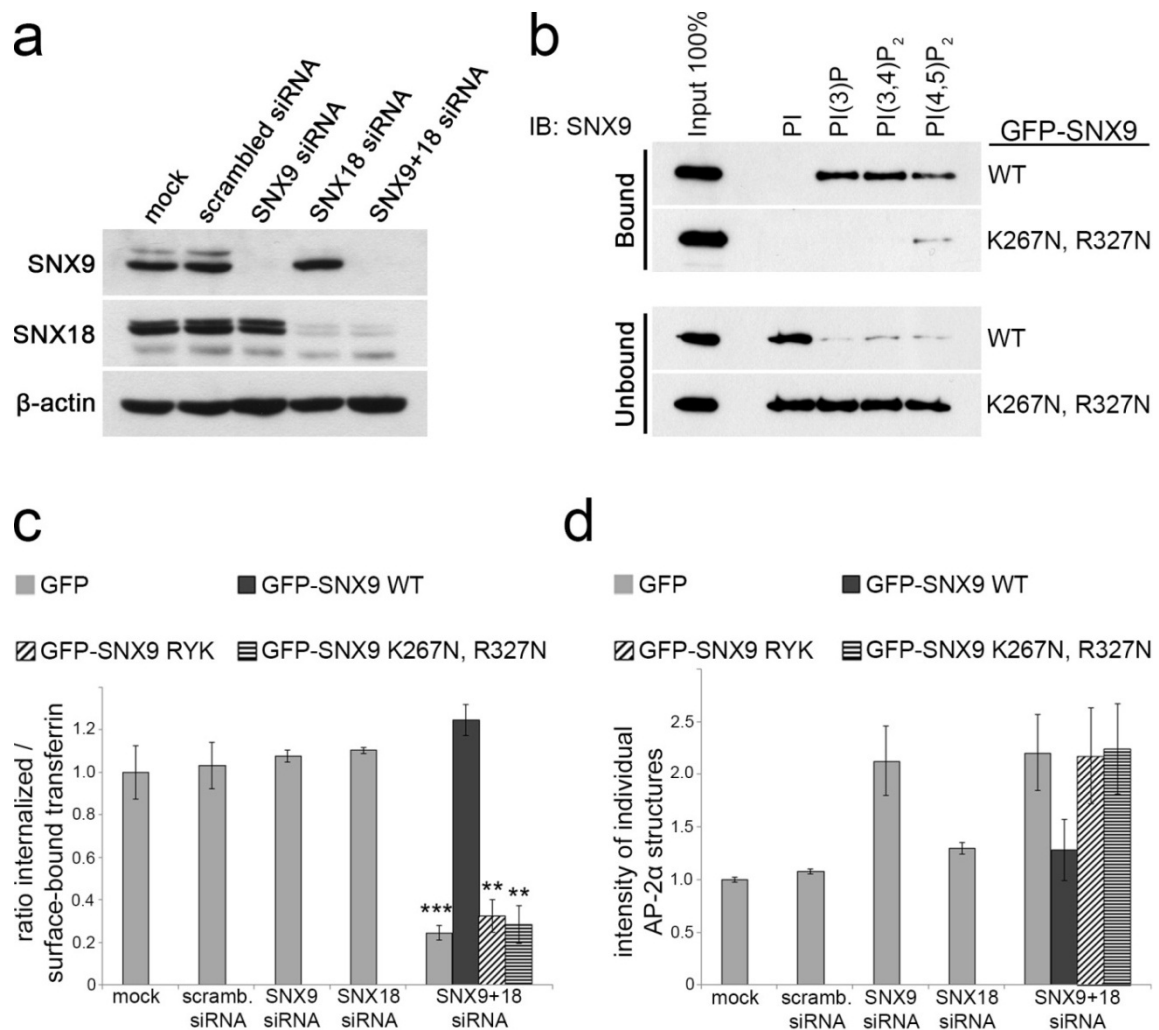 a
mock
scrambled siRNA
SNX9 siRNA
SNX18 siRNA
SNX9+18 siRNA
SNX9
SNX18
β-actin
b
IB: SNX9
Input 100%
PI
PI(3)P
PI(3,4)P2
PI(4,5)P2
GFP-SNX9
Bound
WT
K267N, R327N
Unbound
WT
K267N, R327N
c
GFP
GFP-SNX9 WT
GFP-SNX9 RYK
GFP-SNX9 K267N, R327N
ratio internalized /
surface-bound transferrin
1.2
1.0
0.8
0.6
0.4
0.2
0
***
**
**
mock
scramb.
siRNA
SNX9
siRNA
SNX18
siRNA
SNX9+18
siRNA
d
GFP
GFP-SNX9 WT
GFP-SNX9 RYK
GFP-SNX9 K267N, R327N
intensity of individual
AP-2α structures
2.5
2.0
1.5
1.0
0.5
0
mock
scramb.
siRNA
SNX9
siRNA
SNX18
siRNA
SNX9+18
siRNA